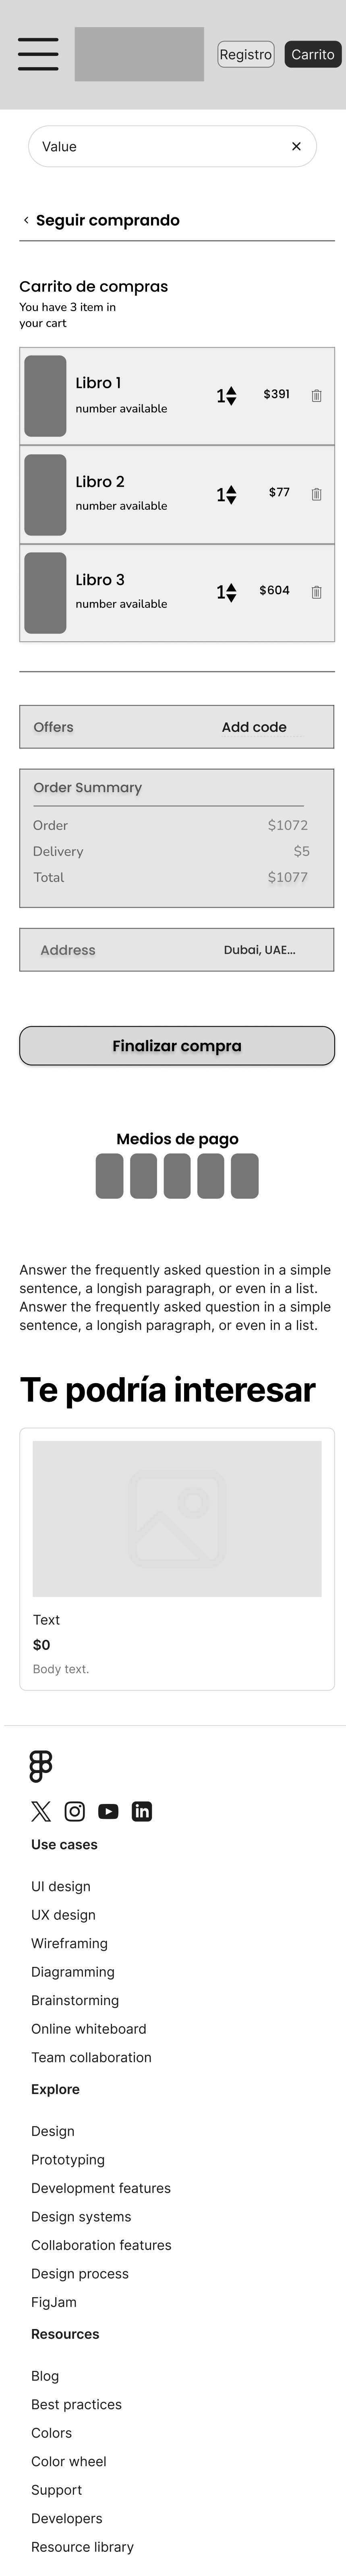 Registro
Carrito
Value
Seguir comprando
Carrito de compras
You have 3 item in
your cart
Libro 1
number available
1
$391
Libro 2
number available
1
$77
Libro 3
number available
1
$604
Offers
Add code
Order Summary
Order
$1072
Delivery
$5
Total
$1077
Address
Dubai, UAE...
Finalizar compra
Medios de pago
Answer the frequently asked question in a simple
sentence, a longish paragraph, or even in a list.
Answer the frequently asked question in a simple
sentence, a longish paragraph, or even in a list.
Te podría interesar
Text
$0
Body text.
Use cases
UI design
UX design
Wireframing
Diagramming
Brainstorming
Online whiteboard
Team collaboration
Explore
Design
Prototyping
Development features
Design systems
Collaboration features
Design process
FigJam
Resources
Blog
Best practices
Colors
Color wheel
Support
Developers
Resource library